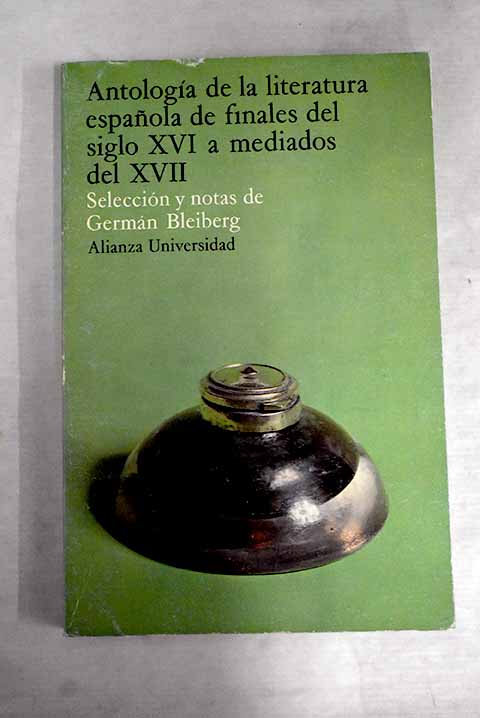 Antología de la literatura
española de finales del
siglo XVI a mediados
del XVII
Selección y notas de
Germán Bleiberg
Alianza Universidad